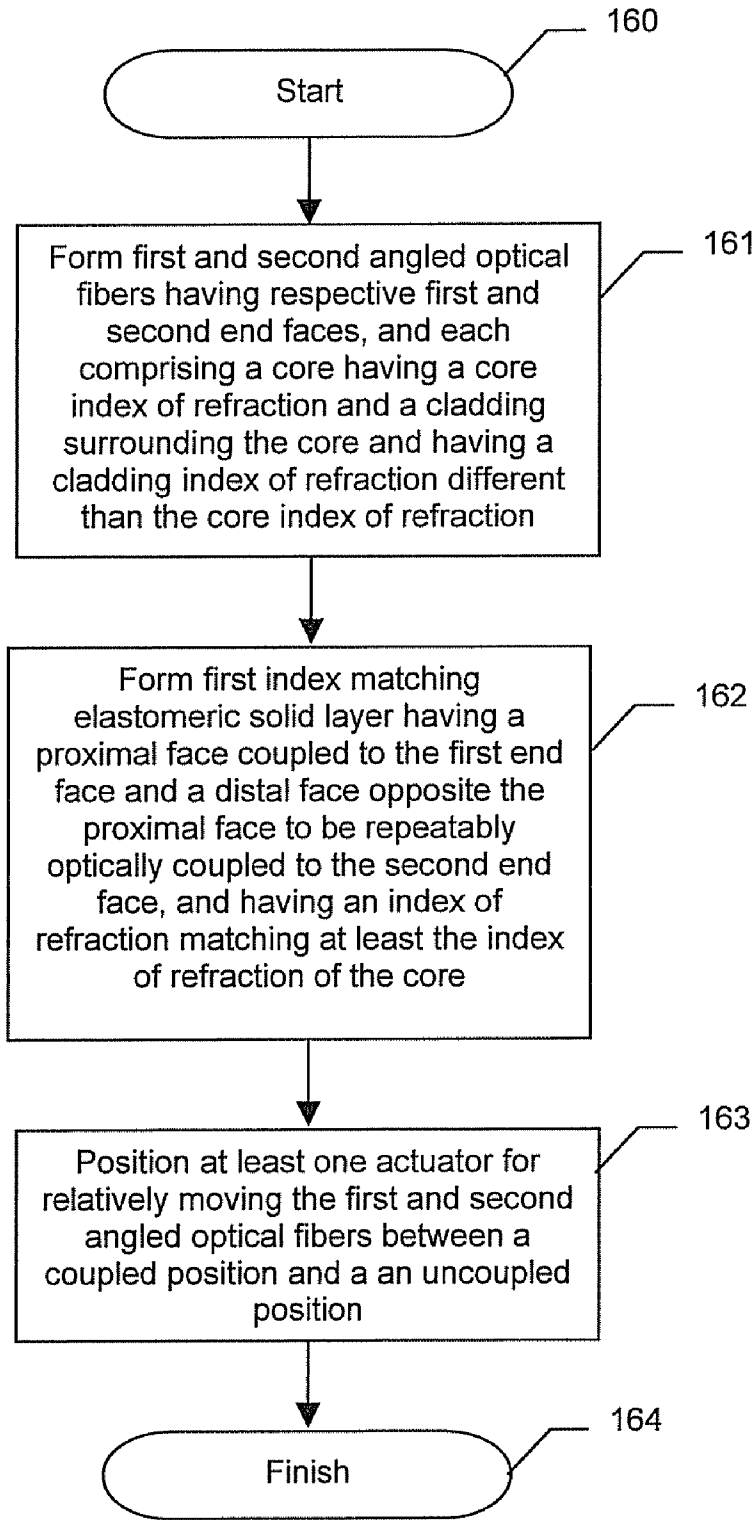 160
Start
161
Form first and second angled optical
fibers having respective first and
second end faces, and each
comprising a core having a core
index of refraction and a cladding
surrounding the core and having a
cladding index of refraction different
than the core index of refraction
162
Form first index matching
elastomeric solid layer having a
proximal face coupled to the first end
face and a distal face opposite the
proximal face to be repeatably
optically coupled to the second end
face, and having an index of
refraction matching at least the index
of refraction of the core
163
Position at least one actuator for
relatively moving the first and second
angled optical fibers between a
coupled position and a an uncoupled
position
164
Finish